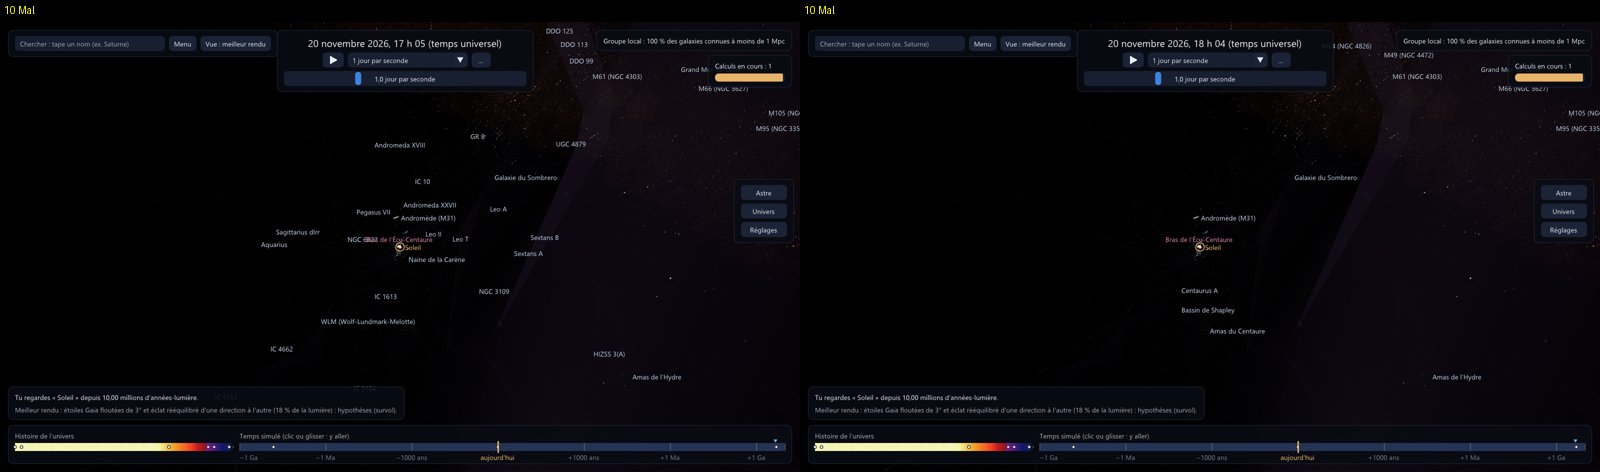 10 Mal
Chercher : tape un nom (ex. Saturne)
Menu
Vue : meilleur rendu
20 novembre 2026, 17 h 05 (temps universel)
1 jour par seconde
...
1,0 jour par seconde
DDO 125
DDO 113
DDO 99
M61 (NGC 4303)
Groupe local : 100 % des galaxies connues à moins de 1 Mpc
Grand M
Calculs en cours : 1
M66 (NGC 3627)
M105 (NG
M95 (NGC 335
GR 8
UGC 4879
Andromeda XVIII
IC 10
Galaxie du Sombrero
Andromeda XXVII
Pegasus VII
Andromède (M31)
Leo A
Sagittarius dIrr
Aquarius
Leo II
Leo T
Soleil
Sextans B
Sextans A
Naine de la Carène
IC 1613
NGC 3109
WLM (Wolf-Lundmark-Melotte)
IC 4662
HIZSS 3(A)
Amas de l'Hydre
Astre
Univers
Réglages
Tu regardes « Soleil » depuis 10,00 millions d'années-lumière.
Meilleur rendu : étoiles Gaia floutées de 3° et éclat rééquilibré d'une direction à l'autre (18 % de la lumière) : hypothèses (survol).
Histoire de l'univers
Temps simulé (clic ou glisser : y aller)
−1 Ga
−1 Ma
−1000 ans
aujourd'hui
+1000 ans
+1 Ma
+1 Ga
10 Mal
Chercher : tape un nom (ex. Saturne)
Menu
Vue : meilleur rendu
20 novembre 2026, 18 h 04 (temps universel)
1 jour par seconde
...
1,0 jour par seconde
(NGC 4826)
M49 (NGC 4472)
M61 (NGC 4303)
Groupe local : 100 % des galaxies connues à moins de 1 Mpc
Grand M
Calculs en cours : 1
M66 (NGC 3627)
M105 (NG
M95 (NGC 335
Galaxie du Sombrero
Andromède (M31)
Bras de l'Écu-Centaure
Soleil
Centaurus A
Bassin de Shapley
Amas du Centaure
Amas de l'Hydre
Astre
Univers
Réglages
Tu regardes « Soleil » depuis 10,00 millions d'années-lumière.
Meilleur rendu : étoiles Gaia floutées de 3° et éclat rééquilibré d'une direction à l'autre (18 % de la lumière) : hypothèses (survol).
Histoire de l'univers
Temps simulé (clic ou glisser : y aller)
−1 Ga
−1 Ma
−1000 ans
aujourd'hui
+1000 ans
+1 Ma
+1 Ga